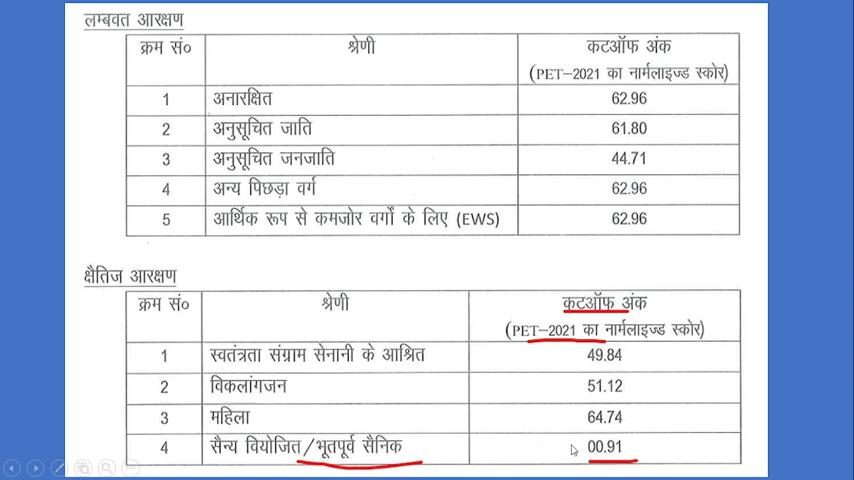 लम्बवत आरक्षण
क्रम सं० श्रेणी कटऑफ अंक
(PET–2021 का नार्मलाइज्ड स्कोर)
1 अनारक्षित 62.96
2 अनुसूचित जाति 61.80
3 अनुसूचित जनजाति 44.71
4 अन्य पिछड़ा वर्ग 62.96
5 आर्थिक रूप से कमजोर वर्गो के लिए (EWS) 62.96
क्षैतिज आरक्षण
क्रम सं० श्रेणी कटऑफ अंक
(PET–2021 का नार्मलाइज्ड स्कोर)
1 स्वतंत्रता संग्राम सेनानी के आश्रित 49.84
2 विकलांगजन 51.12
3 महिला 64.74
4 सैन्य वियोजित/भूतपूर्व सैनिक 00.91